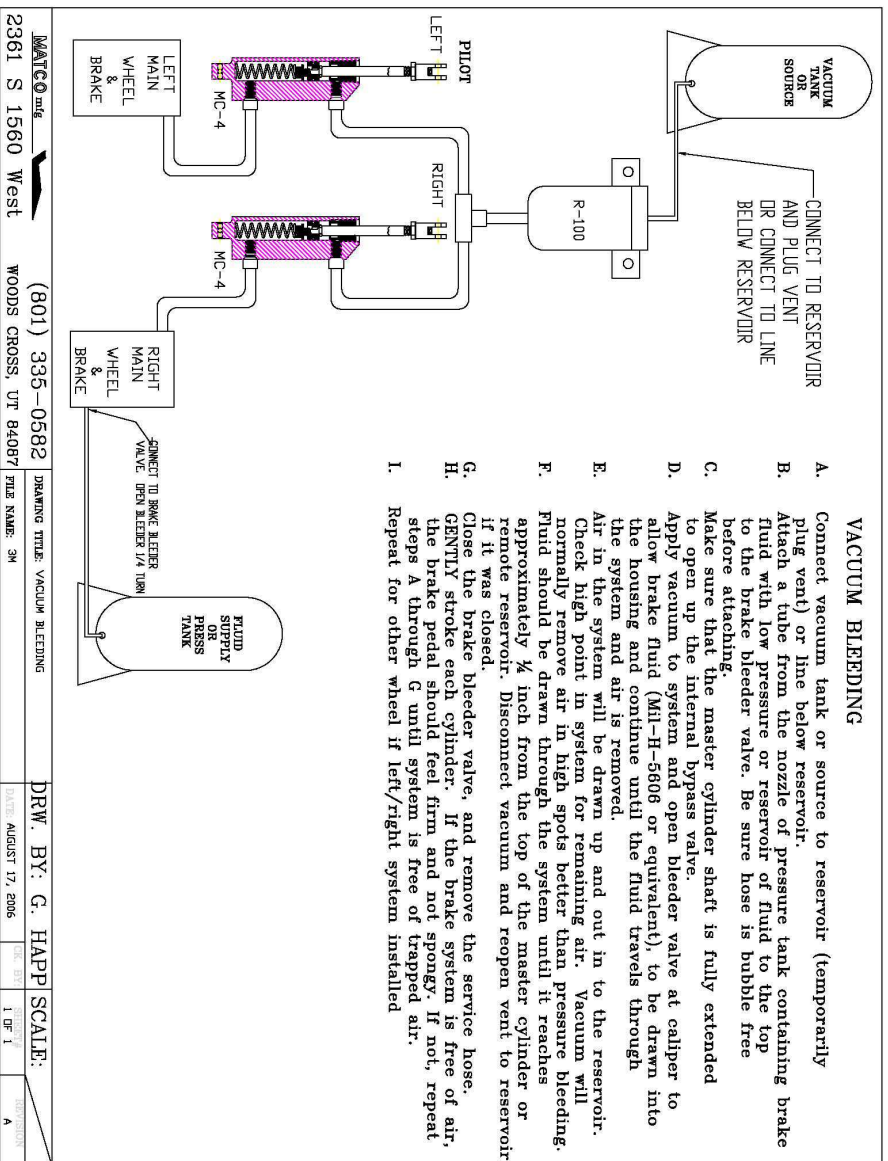 VACUUM BLEEDING
A. Connect vacuum tank or source to reservoir (temporarily
plug vent) or line below reservoir.
B. Attach a tube from the nozzle of pressure tank containing brake
fluid with low pressure or reservoir of fluid to the top
to the brake bleeder valve. Be sure hose is bubble free
before attaching.
C. Make sure that the master cylinder shaft is fully extended
to open up the internal bypass valve.
D. Apply vacuum to system and open bleeder valve at caliper to
allow brake fluid (Mil-H-5606 or equivalent), to be drawn into
the housing and continue until the fluid travels through
the system and air is removed.
E. Air in the system will be drawn up and out in to the reservoir.
Check high point in system for remaining air. Vacuum will
normally remove air in high spots better than pressure bleeding.
F. Fluid should be drawn through the system until it reaches
approximately ¼ inch from the top of the master cylinder or
remote reservoir. Disconnect vacuum and reopen vent to reservoir
if it was closed.
G. Close the brake bleeder valve, and remove the service hose.
H. GENTLY stroke each cylinder. If the brake system is free of air,
the brake pedal should feel firm and not spongy. If not, repeat
steps A through G until system is free of trapped air.
I. Repeat for other wheel if left/right system installed
VACUUM
TANK
OR
SOURCE
CONNECT TO RESERVOIR
AND PLUG VENT
OR CONNECT TO LINE
BELOW RESERVOIR
R-100
PILOT
LEFT
RIGHT
MC-4
MC-4
LEFT
MAIN
WHEEL
&
BRAKE
RIGHT
MAIN
WHEEL
&
BRAKE
CONNECT TO BRAKE BLEEDER
VALVE. OPEN BLEEDER 1/4 TURN
FLUID
SUPPLY
OR
PRESS
TANK
MATCO mfg
(801) 335-0582
2361 S 1560 West
WOODS CROSS, UT 84087
DRAWING TITLE: VACUUM BLEEDING
FILE NAME: 3M
DRW. BY: G. HAPP
SCALE:
DATE: AUGUST 17, 2006
CK. BY:
SHEET#
1 OF 1
REVISION
A